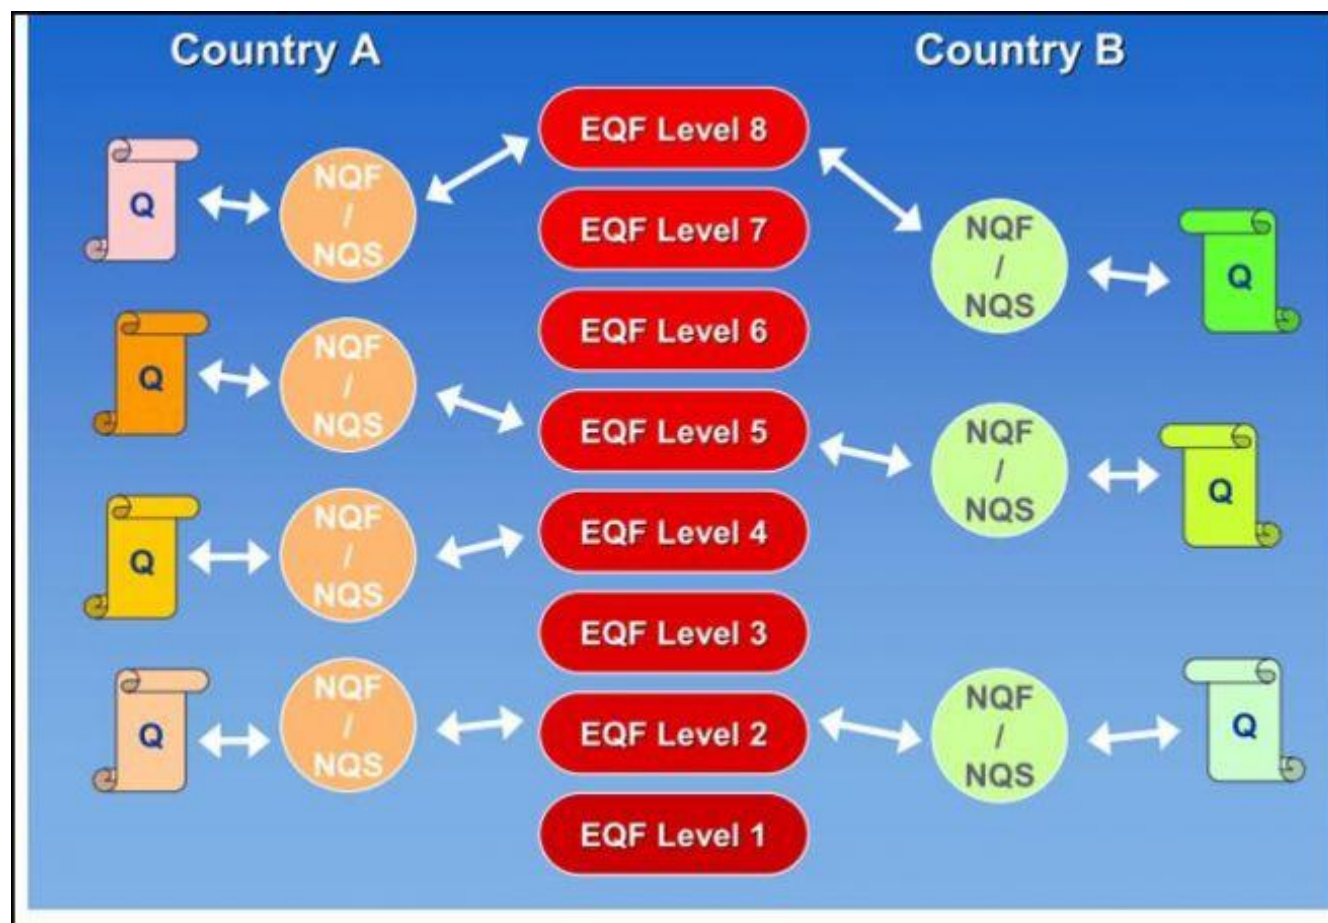 Country A
Country B
EQF Level 8
EQF Level 7
EQF Level 6
EQF Level 5
EQF Level 4
EQF Level 3
EQF Level 2
EQF Level 1
Q
NQF
/
NQS
Q
NQF
/
NQS
Q
NQF
/
NQS
Q
NQF
/
NQS
NQF
/
NQS
Q
NQF
/
NQS
Q
NQF
/
NQS
Q